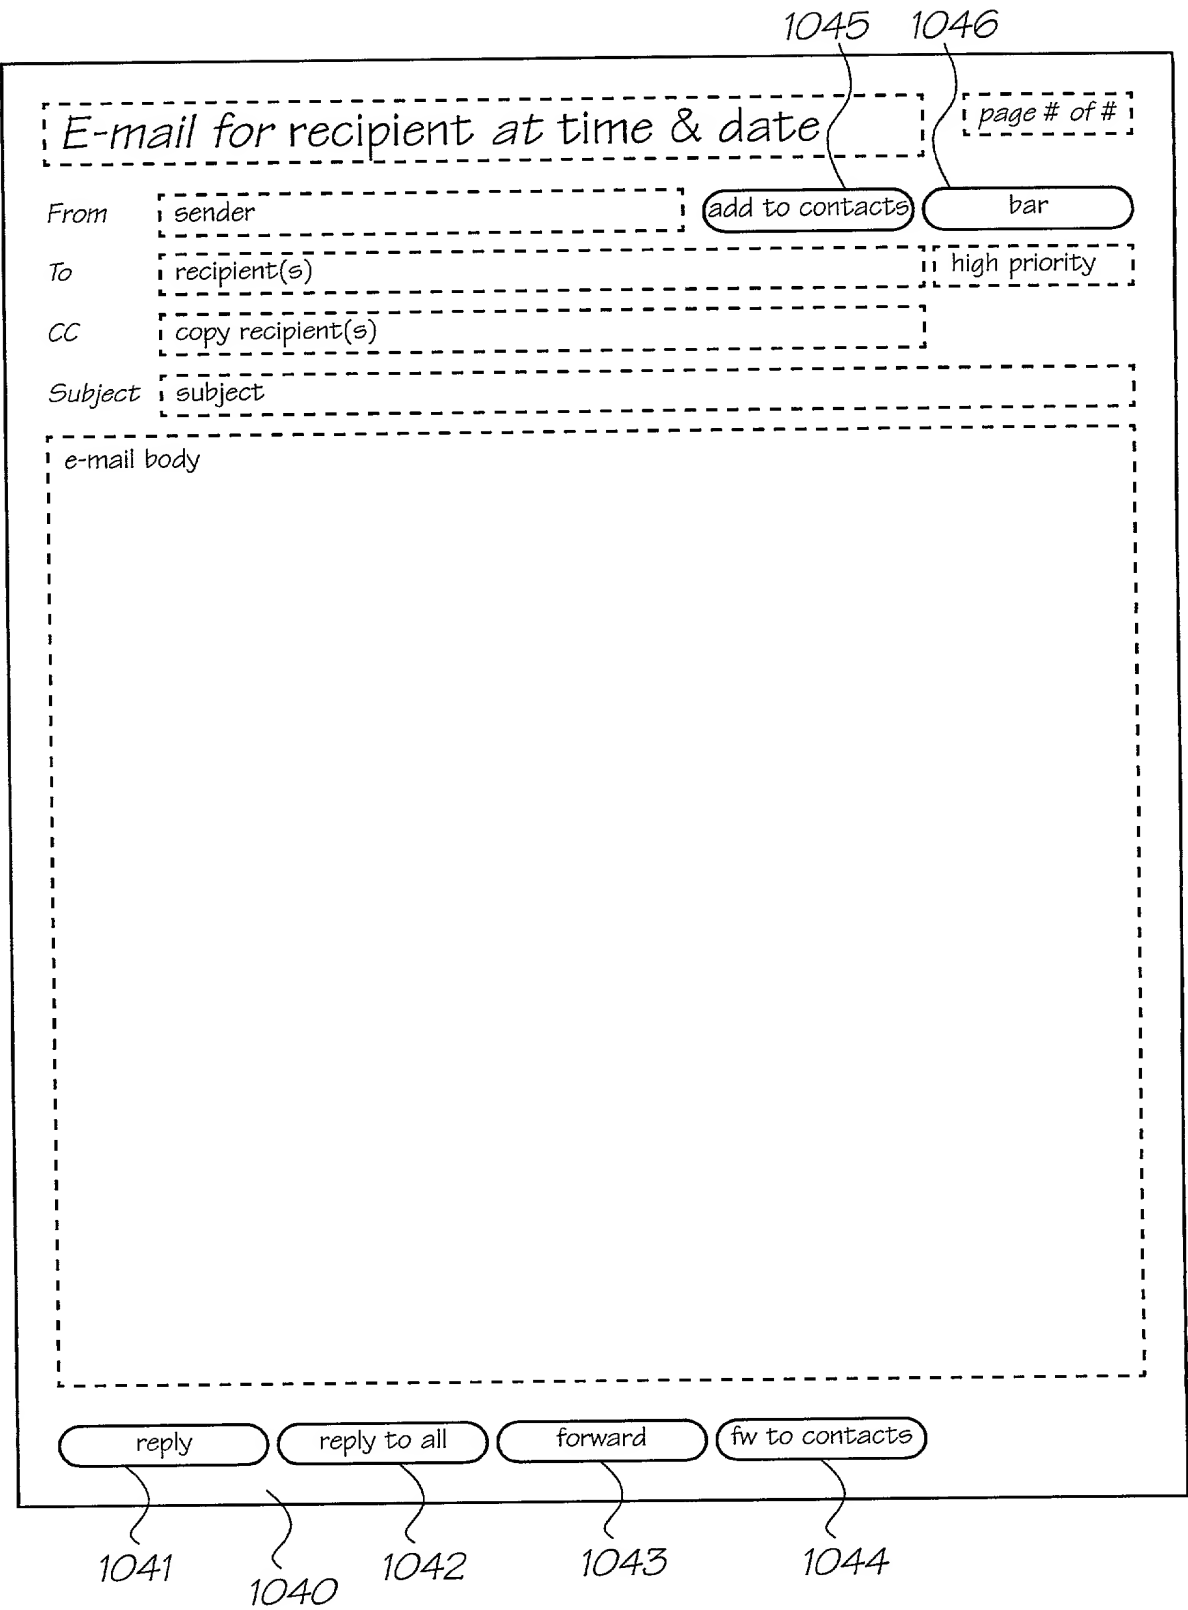 1045 1046
E-mail for recipient at time & date page # of #
From sender add to contacts bar
To recipient(s) high priority
CC copy recipient(s)
Subject subject
e-mail body
reply reply to all forward fw to contacts
1041 1040 1042 1043 1044